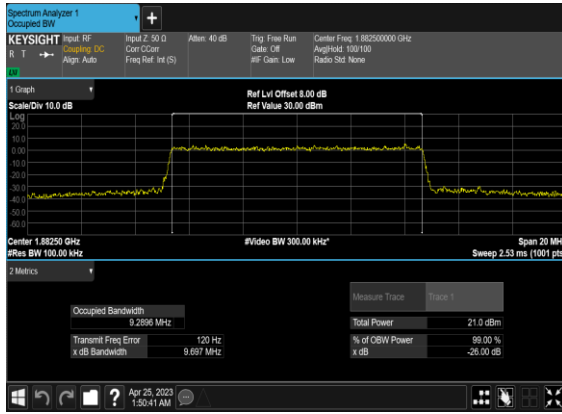 Spectrum Analyzer 1
Occupied BW
+
KEYSIGHT Input: RF Input Z: 50 Ω Atten: 40 dB Trig: Free Run Center Freq: 1.882500000 GHz
R T Coupling: DC Corr CCorr Gate: Off Avg|Hold: 100/100
Align: Auto Freq Ref: Int (S) #IF Gain: Low Radio Std: None
LW
1 Graph
Ref Lvl Offset 8.00 dB
Scale/Div 10.0 dB Ref Value 30.00 dBm
Log
20.0
10.0
0.00
-10.0
-20.0
-30.0
-40.0
-50.0
-60.0
Center 1.88250 GHz #Video BW 300.00 kHz* Span 20 MH
#Res BW 100.00 kHz Sweep 2.53 ms (1001 pts
2 Metrics
Measure Trace Trace 1
Occupied Bandwidth
9.2896 MHz
Total Power 21.0 dBm
Transmit Freq Error 120 Hz % of OBW Power 99.00 %
x dB Bandwidth 9.697 MHz x dB -26.00 dB
? Apr 25, 2023
1:50:41 AM